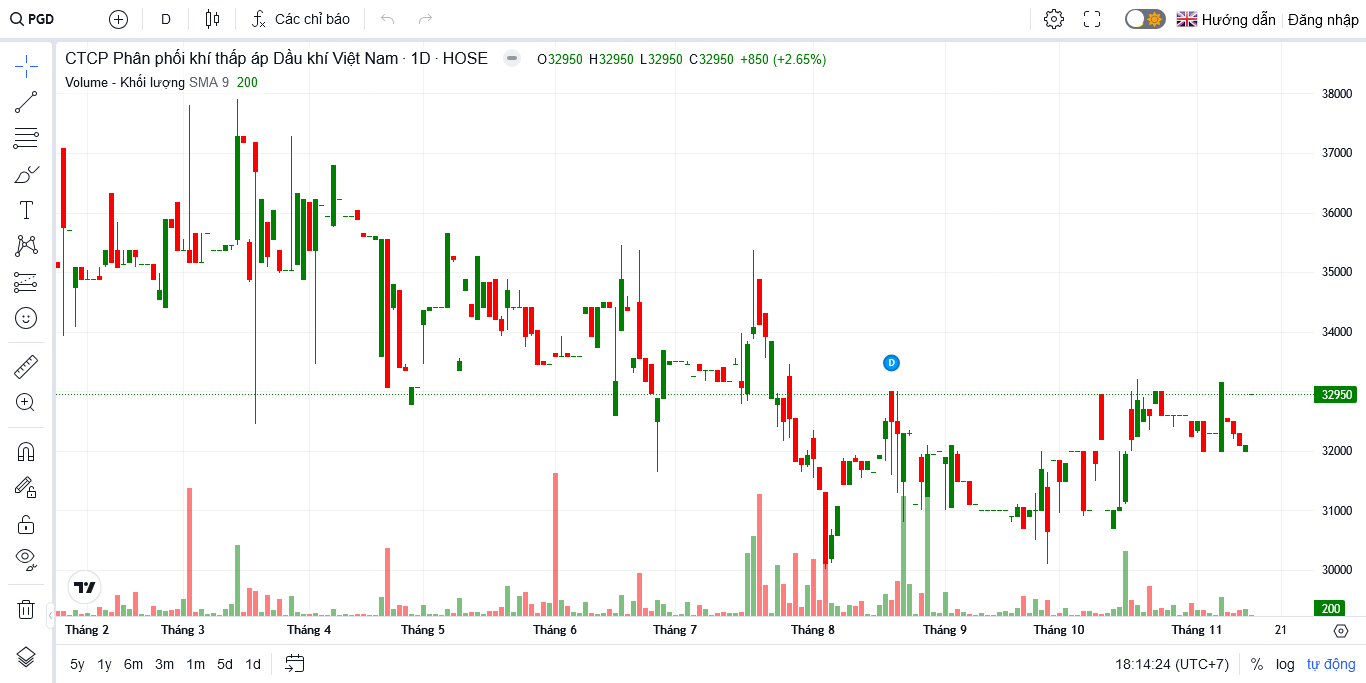 PGD D Các chỉ báo Hướng dẫn Đăng nhập
CTCP Phân phối khí thấp áp Dầu khí Việt Nam · 1D · HOSE O32950 H32950 L32950 C32950 +850 (+2.65%)
Volume - Khối lượng SMA 9 200
38000
37000
36000
35000
34000
D
32950
32000
31000
30000
200
Tháng 2 Tháng 3 Tháng 4 Tháng 5 Tháng 6 Tháng 7 Tháng 8 Tháng 9 Tháng 10 Tháng 11 21
5y 1y 6m 3m 1m 5d 1d 18:14:24 (UTC+7) % log tự động